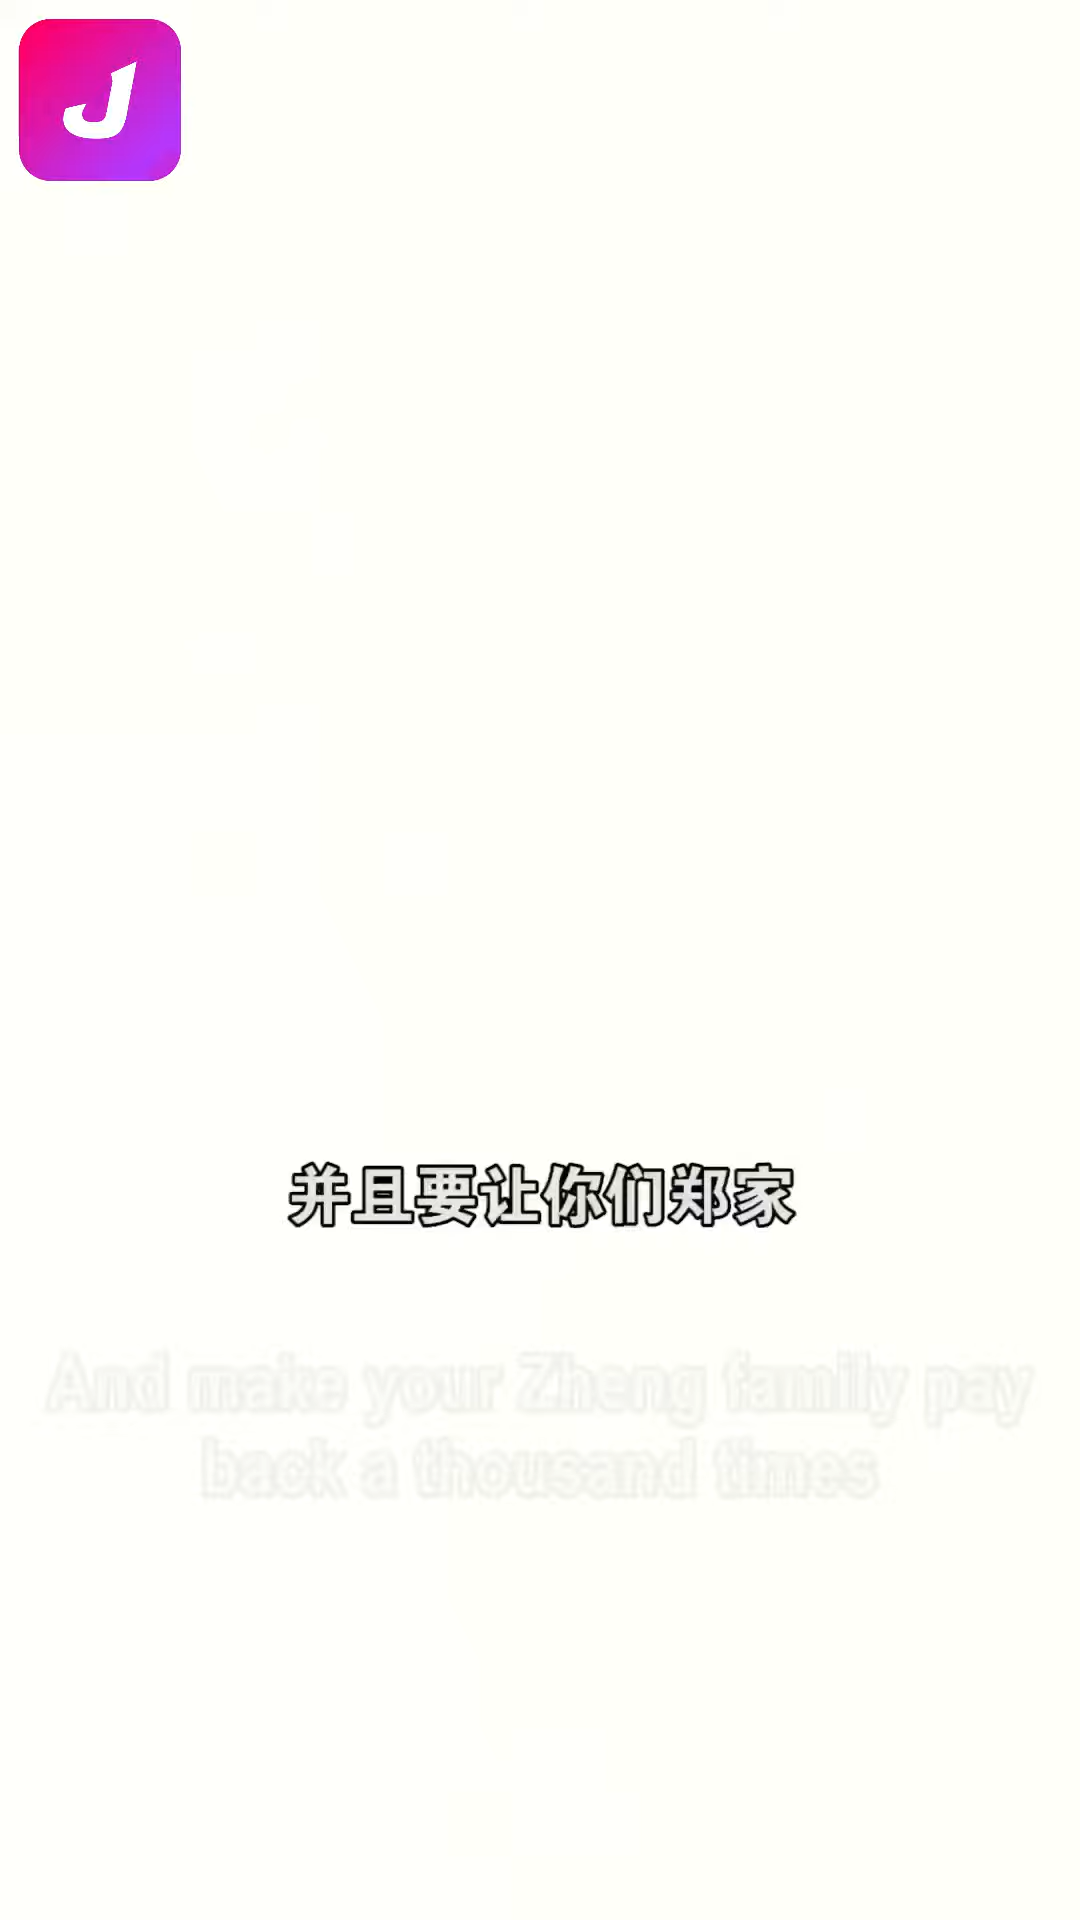 J
并且要让你们郑家
And make your Zheng family pay
back a thousand times